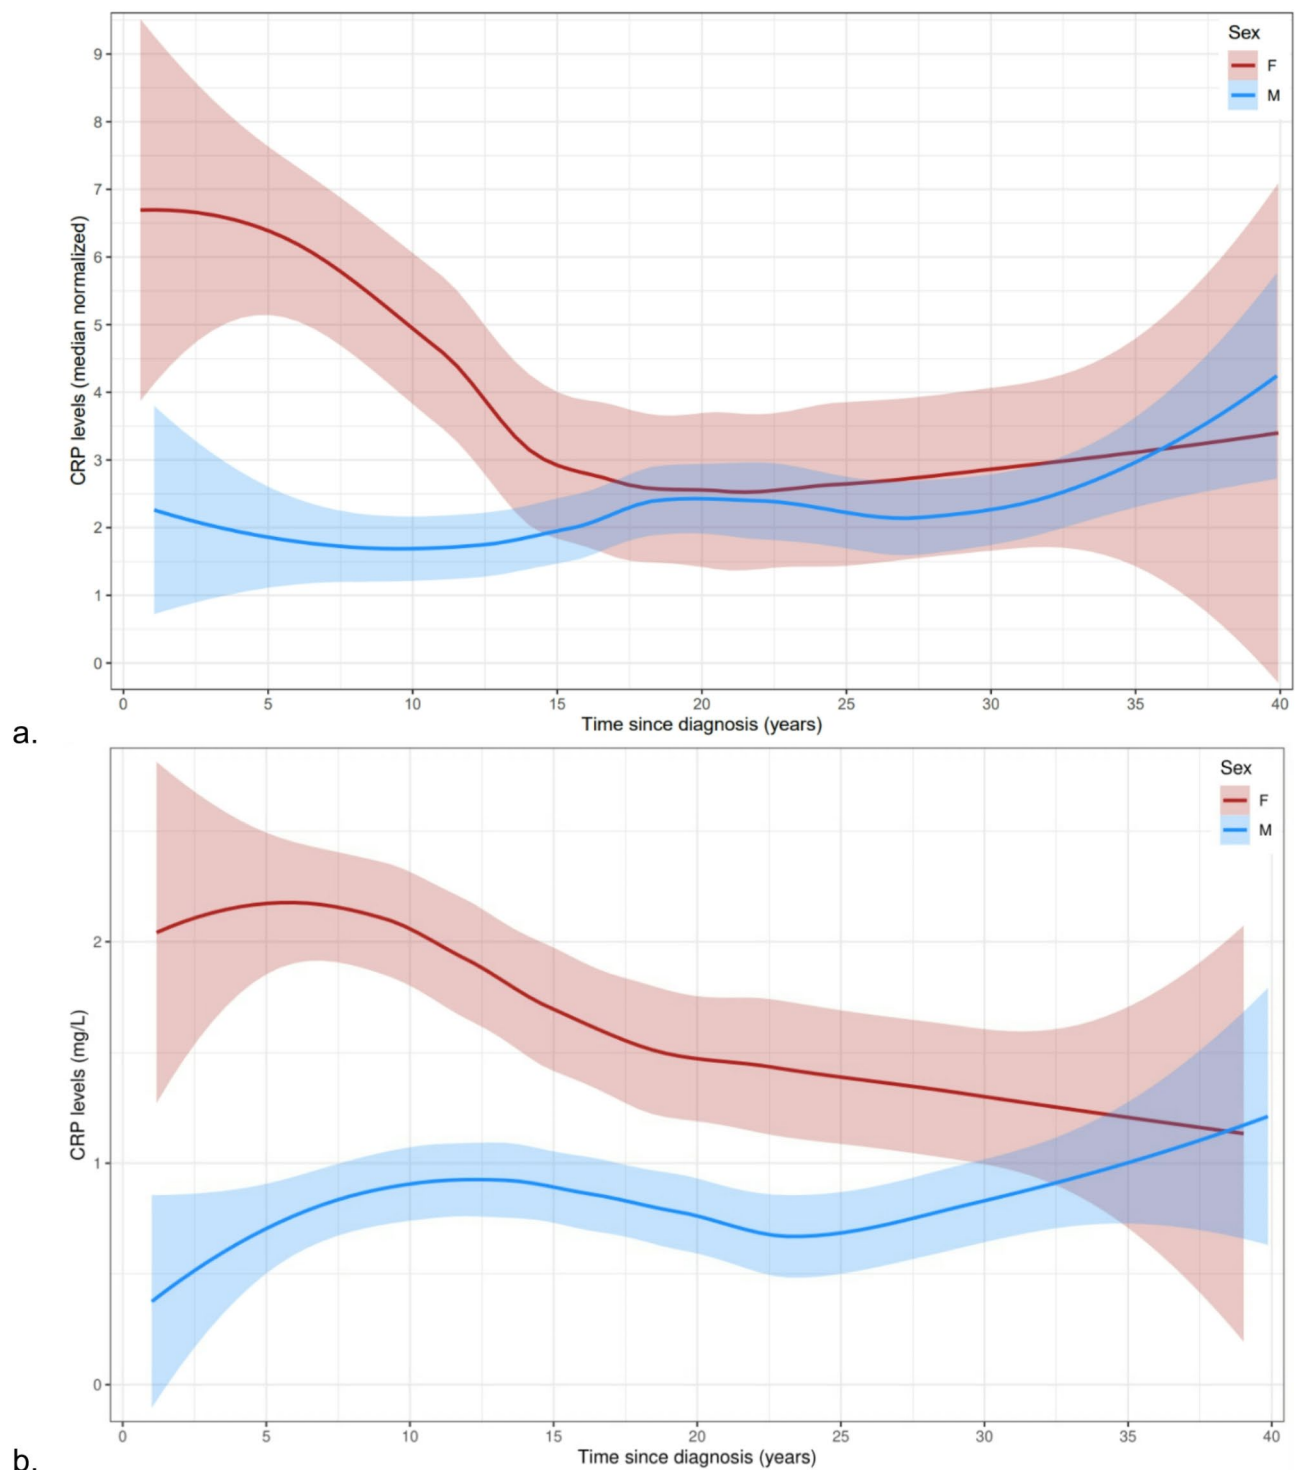 Sex
F
M
CRP levels (median normalized)
9
8
7
6
5
4
3
2
1
0
0 5 10 15 20 25 30 35 40
Time since diagnosis (years)
a.
Sex
F
M
CRP levels (mg/L)
2
1
0
0 5 10 15 20 25 30 35 40
Time since diagnosis (years)
b.